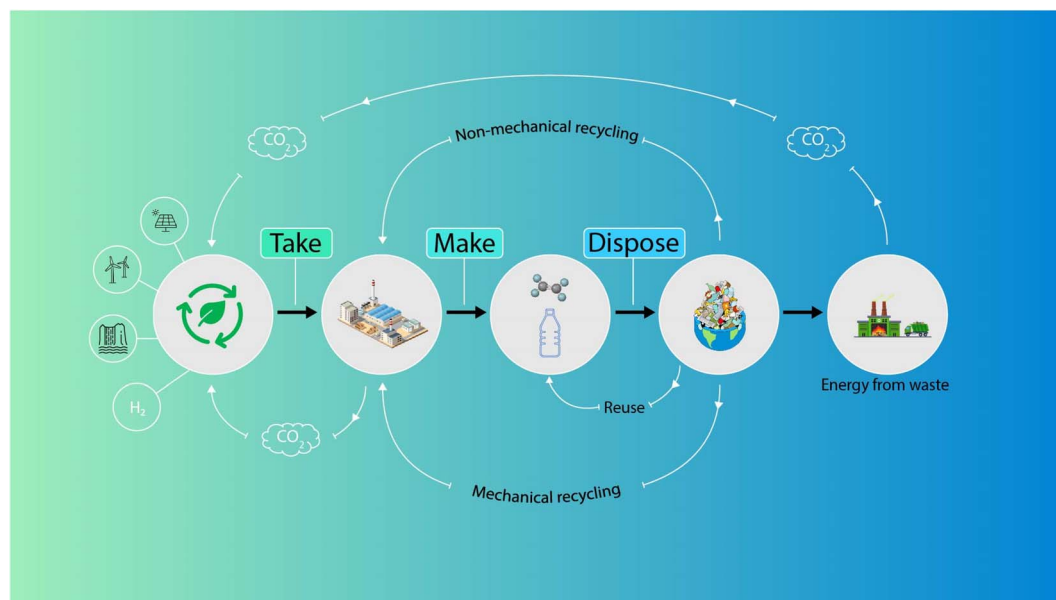 CO₂
CO₂
Non-mechanical recycling
Take
Make
Dispose
H₂
CO₂
Reuse
Energy from waste
Mechanical recycling